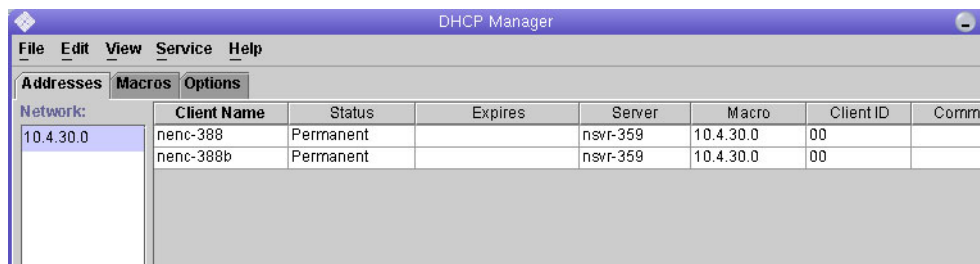 DHCP Manager
File Edit View Service Help
Addresses Macros Options
Network:
10.4.30.0
Client Name Status Expires Server Macro Client ID Comm
nenc-388 Permanent nsvr-359 10.4.30.0 00
nenc-388b Permanent nsvr-359 10.4.30.0 00